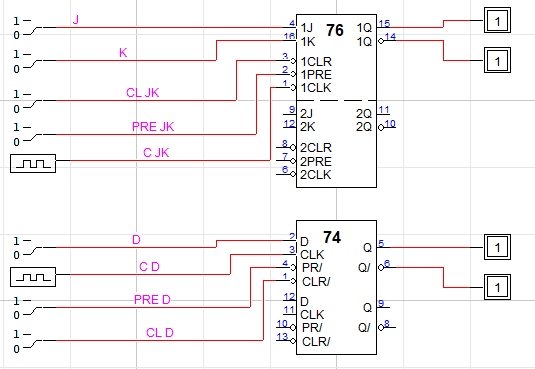 1
0
J
4 1J 76 1Q 15 1
1
0
K
16 1K 1Q 14 1
3 1CLR
2 1PRE
1 1CLK
1
0
CL JK
1
0
PRE JK
C JK
9 2J 2Q 11
12 2K 2Q 10
8 2CLR
7 2PRE
6 2CLK
1
0
D
2 D 74 Q 5 1
3 CLK
C D
4 PR/ Q/ 6 1
1 CLR/
1
0
PRE D
12 D Q 9
11 CLK
10 PR/ Q/ 8
13 CLR/
1
0
CL D